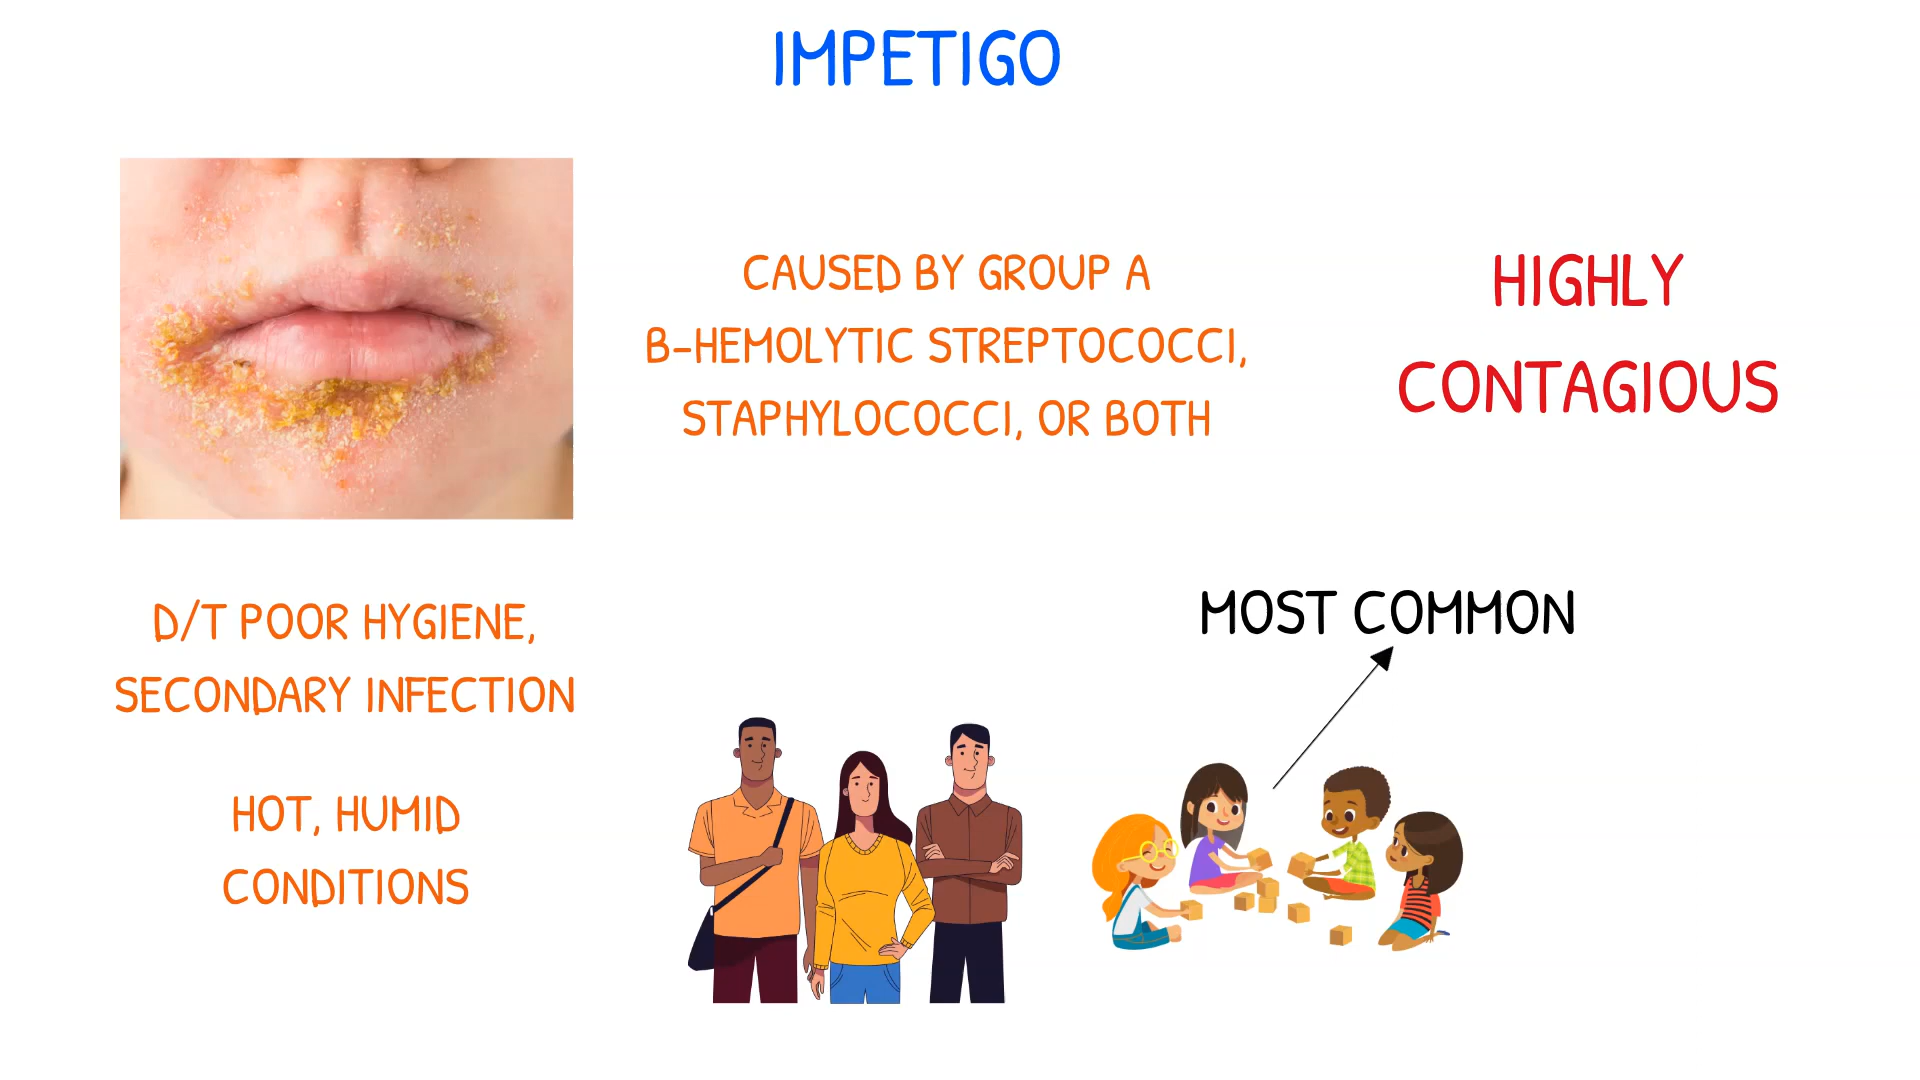 IMPETIGO
CAUSED BY GROUP A
B-HEMOLYTIC STREPTOCOCCI,
STAPHYLOCOCCI, OR BOTH
HIGHLY
CONTAGIOUS
D/T POOR HYGIENE,
SECONDARY INFECTION
HOT, HUMID
CONDITIONS
MOST COMMON